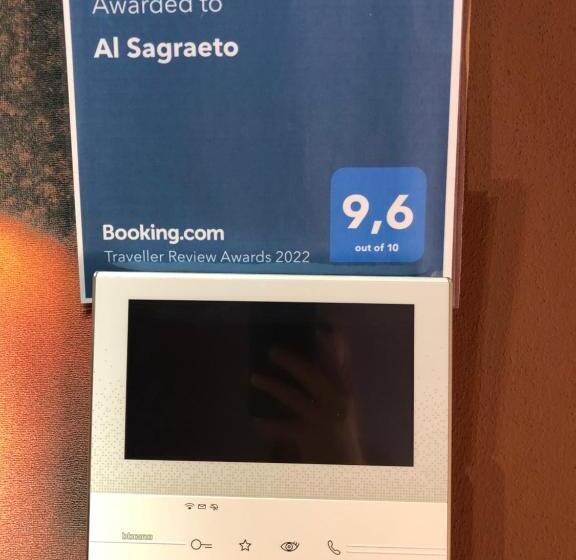 Awarded to
Al Sagraeto
9,6
out of 10
Booking.com
Traveller Review Awards 2022
bticino